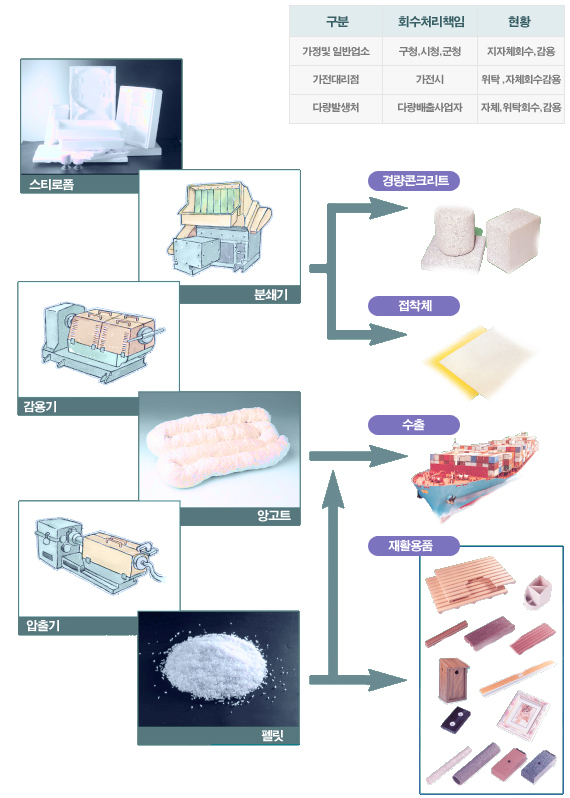 구분 회수처리책임 현황
가정및 일반업소 구청,시청,군청 지자체회수,감용
가전대리점 가전시 위탁 ,자체회수감용
다량발생처 다량배출사업자 자체,위탁회수,감용
스티로폼
분쇄기
감용기
앙고트
압출기
펠릿
경량콘크리트
접착체
수출
재활용품